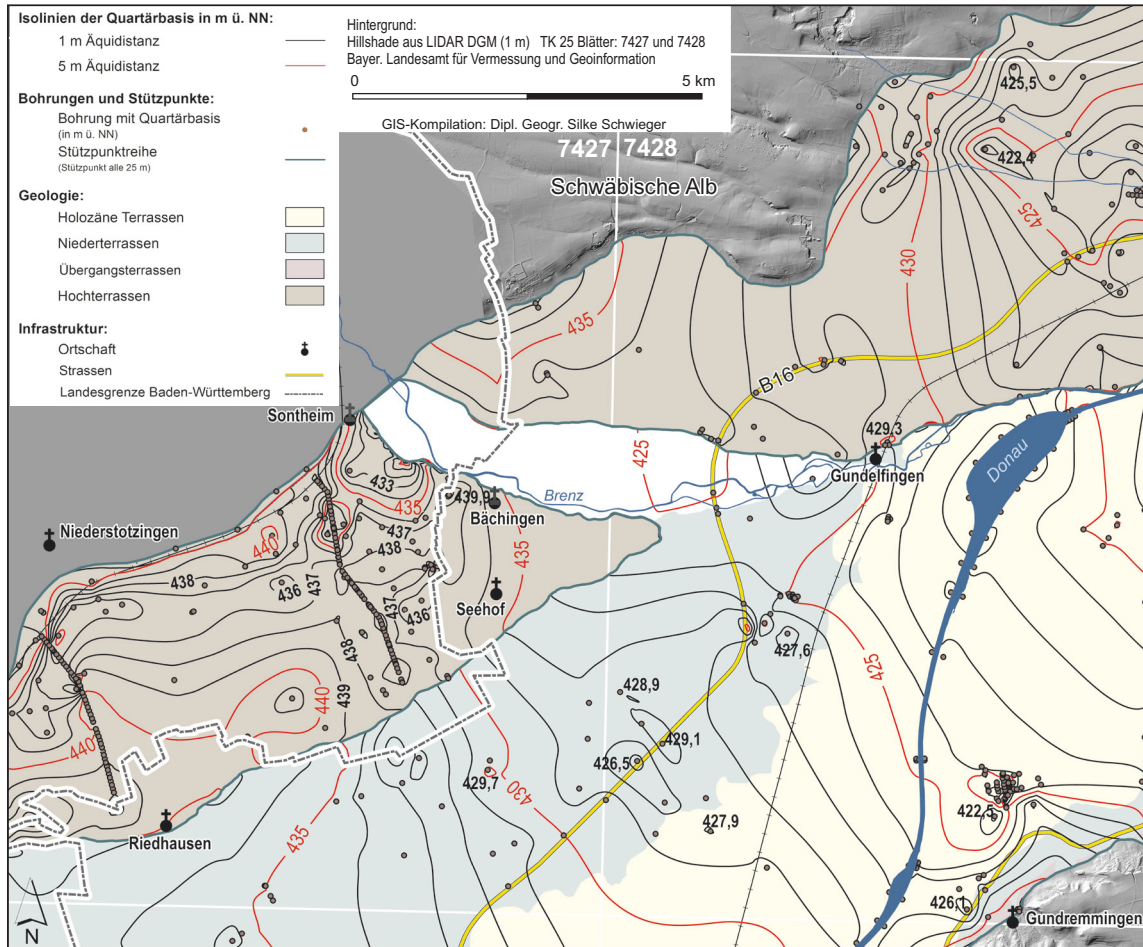 Isolinien der Quartärbasis in m ü. NN:
1 m Äquidistanz
5 m Äquidistanz
Bohrungen und Stützpunkte:
Bohrung mit Quartärbasis
(in m ü. NN)
Stützpunktreihe
(Stützpunkt alle 25 m)
Geologie:
Holozäne Terrassen
Niederterrassen
Übergangsterrassen
Hochterrassen
Infrastruktur:
Ortschaft
Strassen
Landesgrenze Baden-Württemberg
Hintergrund:
Hillshade aus LIDAR DGM (1 m) TK 25 Blätter: 7427 und 7428
Bayer. Landesamt für Vermessung und Geoinformation
0 5 km
GIS-Kompilation: Dipl. Geogr. Silke Schwieger
7427 7428
Schwäbische Alb
425,5
422,4
425
430
435
B16
Sontheim
433
435
439,9
Bächingen
Brenz
425
429,3
Gundelfingen
Donau
Niederstotzingen
440
437
438
438
436
437
435
Seehof
437
436
438
439
440
440
427,6
425
428,9
429,1
426,5
429,7
430
427,9
422,5
435
Riedhausen
426,1
Gundremmingen
N